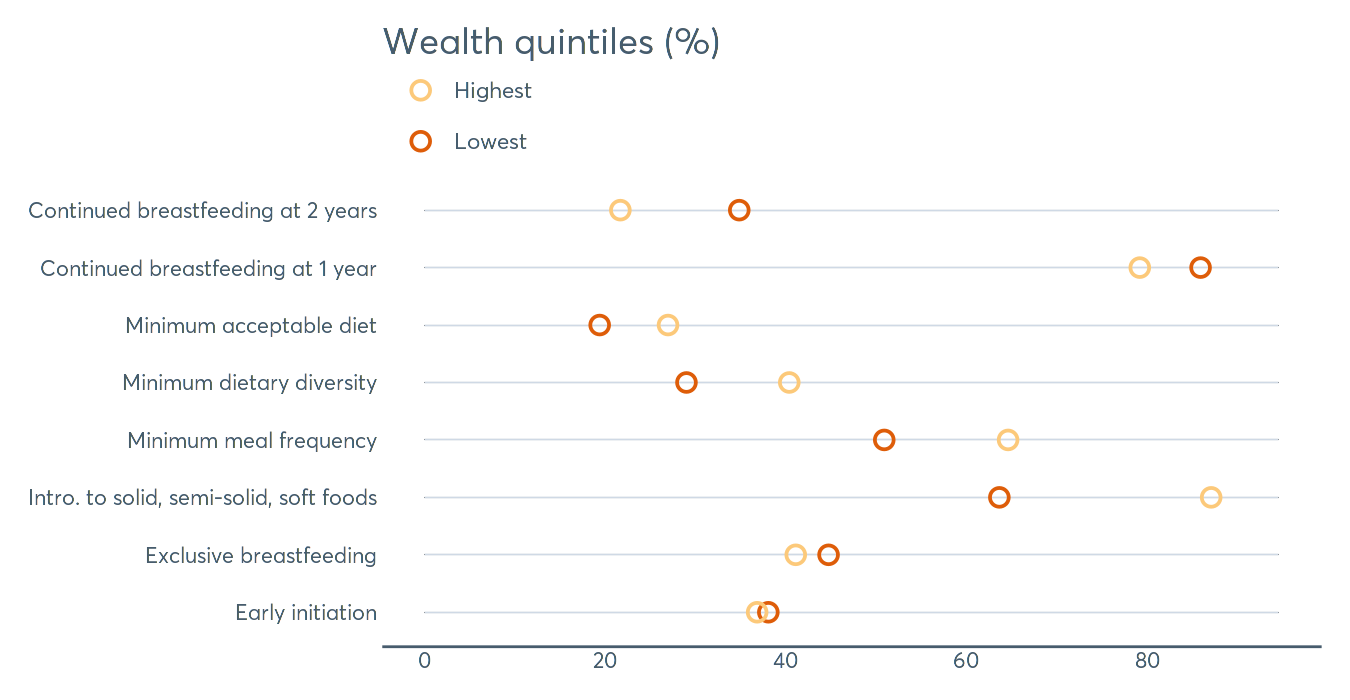 Wealth quintiles (%)
Highest
Lowest
Continued breastfeeding at 2 years
Continued breastfeeding at 1 year
Minimum acceptable diet
Minimum dietary diversity
Minimum meal frequency
Intro. to solid, semi-solid, soft foods
Exclusive breastfeeding
Early initiation
0 20 40 60 80